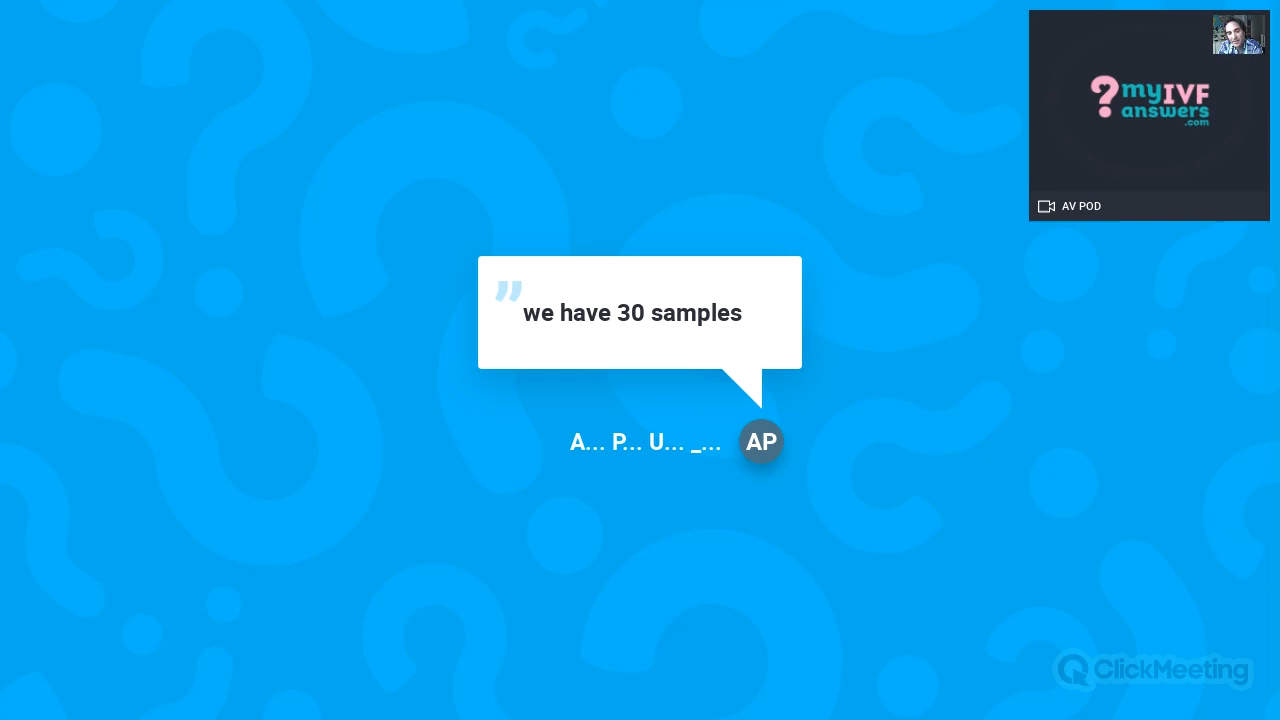 myIVF
answers
.com
AV POD
we have 30 samples
A... P... U... _...
AP
ClickMeeting